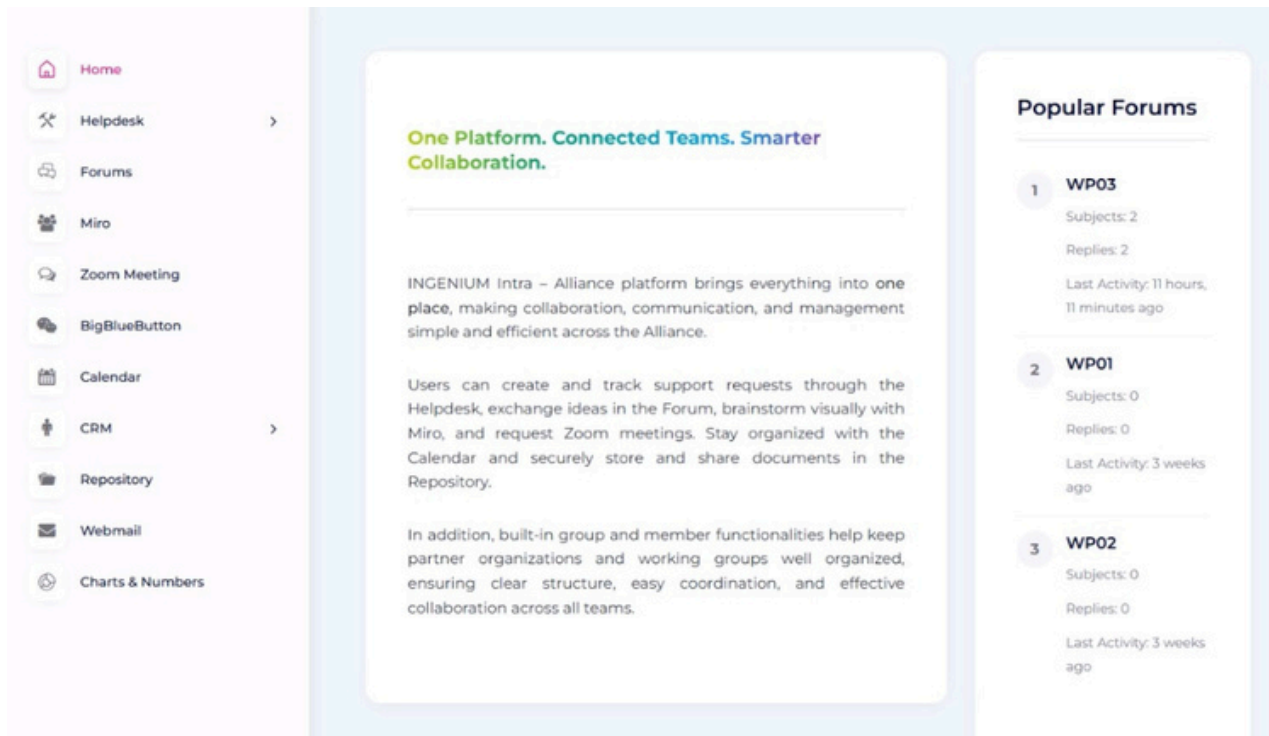 Home
Helpdesk
Forums
Miro
Zoom Meeting
BigBlueButton
Calendar
CRM
Repository
Webmail
Charts & Numbers
One Platform. Connected Teams. Smarter
Collaboration.
INGENIUM Intra – Alliance platform brings everything into one
place, making collaboration, communication, and management
simple and efficient across the Alliance.
Users can create and track support requests through the
Helpdesk, exchange ideas in the Forum, brainstorm visually with
Miro, and request Zoom meetings. Stay organized with the
Calendar and securely store and share documents in the
Repository.
In addition, built-in group and member functionalities help keep
partner organizations and working groups well organized,
ensuring clear structure, easy coordination, and effective
collaboration across all teams.
Popular Forums
1 WP03
Subjects: 2
Replies: 2
Last Activity: 11 hours,
11 minutes ago
2 WP01
Subjects: 0
Replies: 0
Last Activity: 3 weeks
ago
3 WP02
Subjects: 0
Replies: 0
Last Activity: 3 weeks
ago